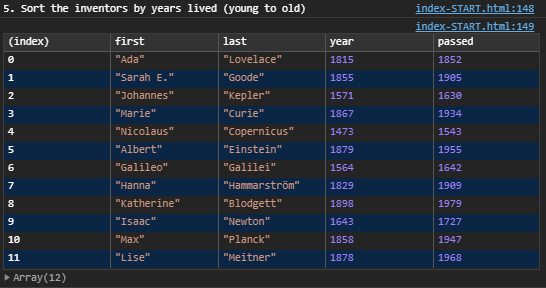 5. Sort the inventors by years lived (young to old) index-START.html:148
index-START.html:149
(index) first last year passed
0 "Ada" "Lovelace" 1815 1852
1 "Sarah E." "Goode" 1855 1905
2 "Johannes" "Kepler" 1571 1630
3 "Marie" "Curie" 1867 1934
4 "Nicolaus" "Copernicus" 1473 1543
5 "Albert" "Einstein" 1879 1955
6 "Galileo" "Galilei" 1564 1642
7 "Hanna" "Hammarström" 1829 1909
8 "Katherine" "Blodgett" 1898 1979
9 "Isaac" "Newton" 1643 1727
10 "Max" "Planck" 1858 1947
11 "Lise" "Meitner" 1878 1968
Array(12)